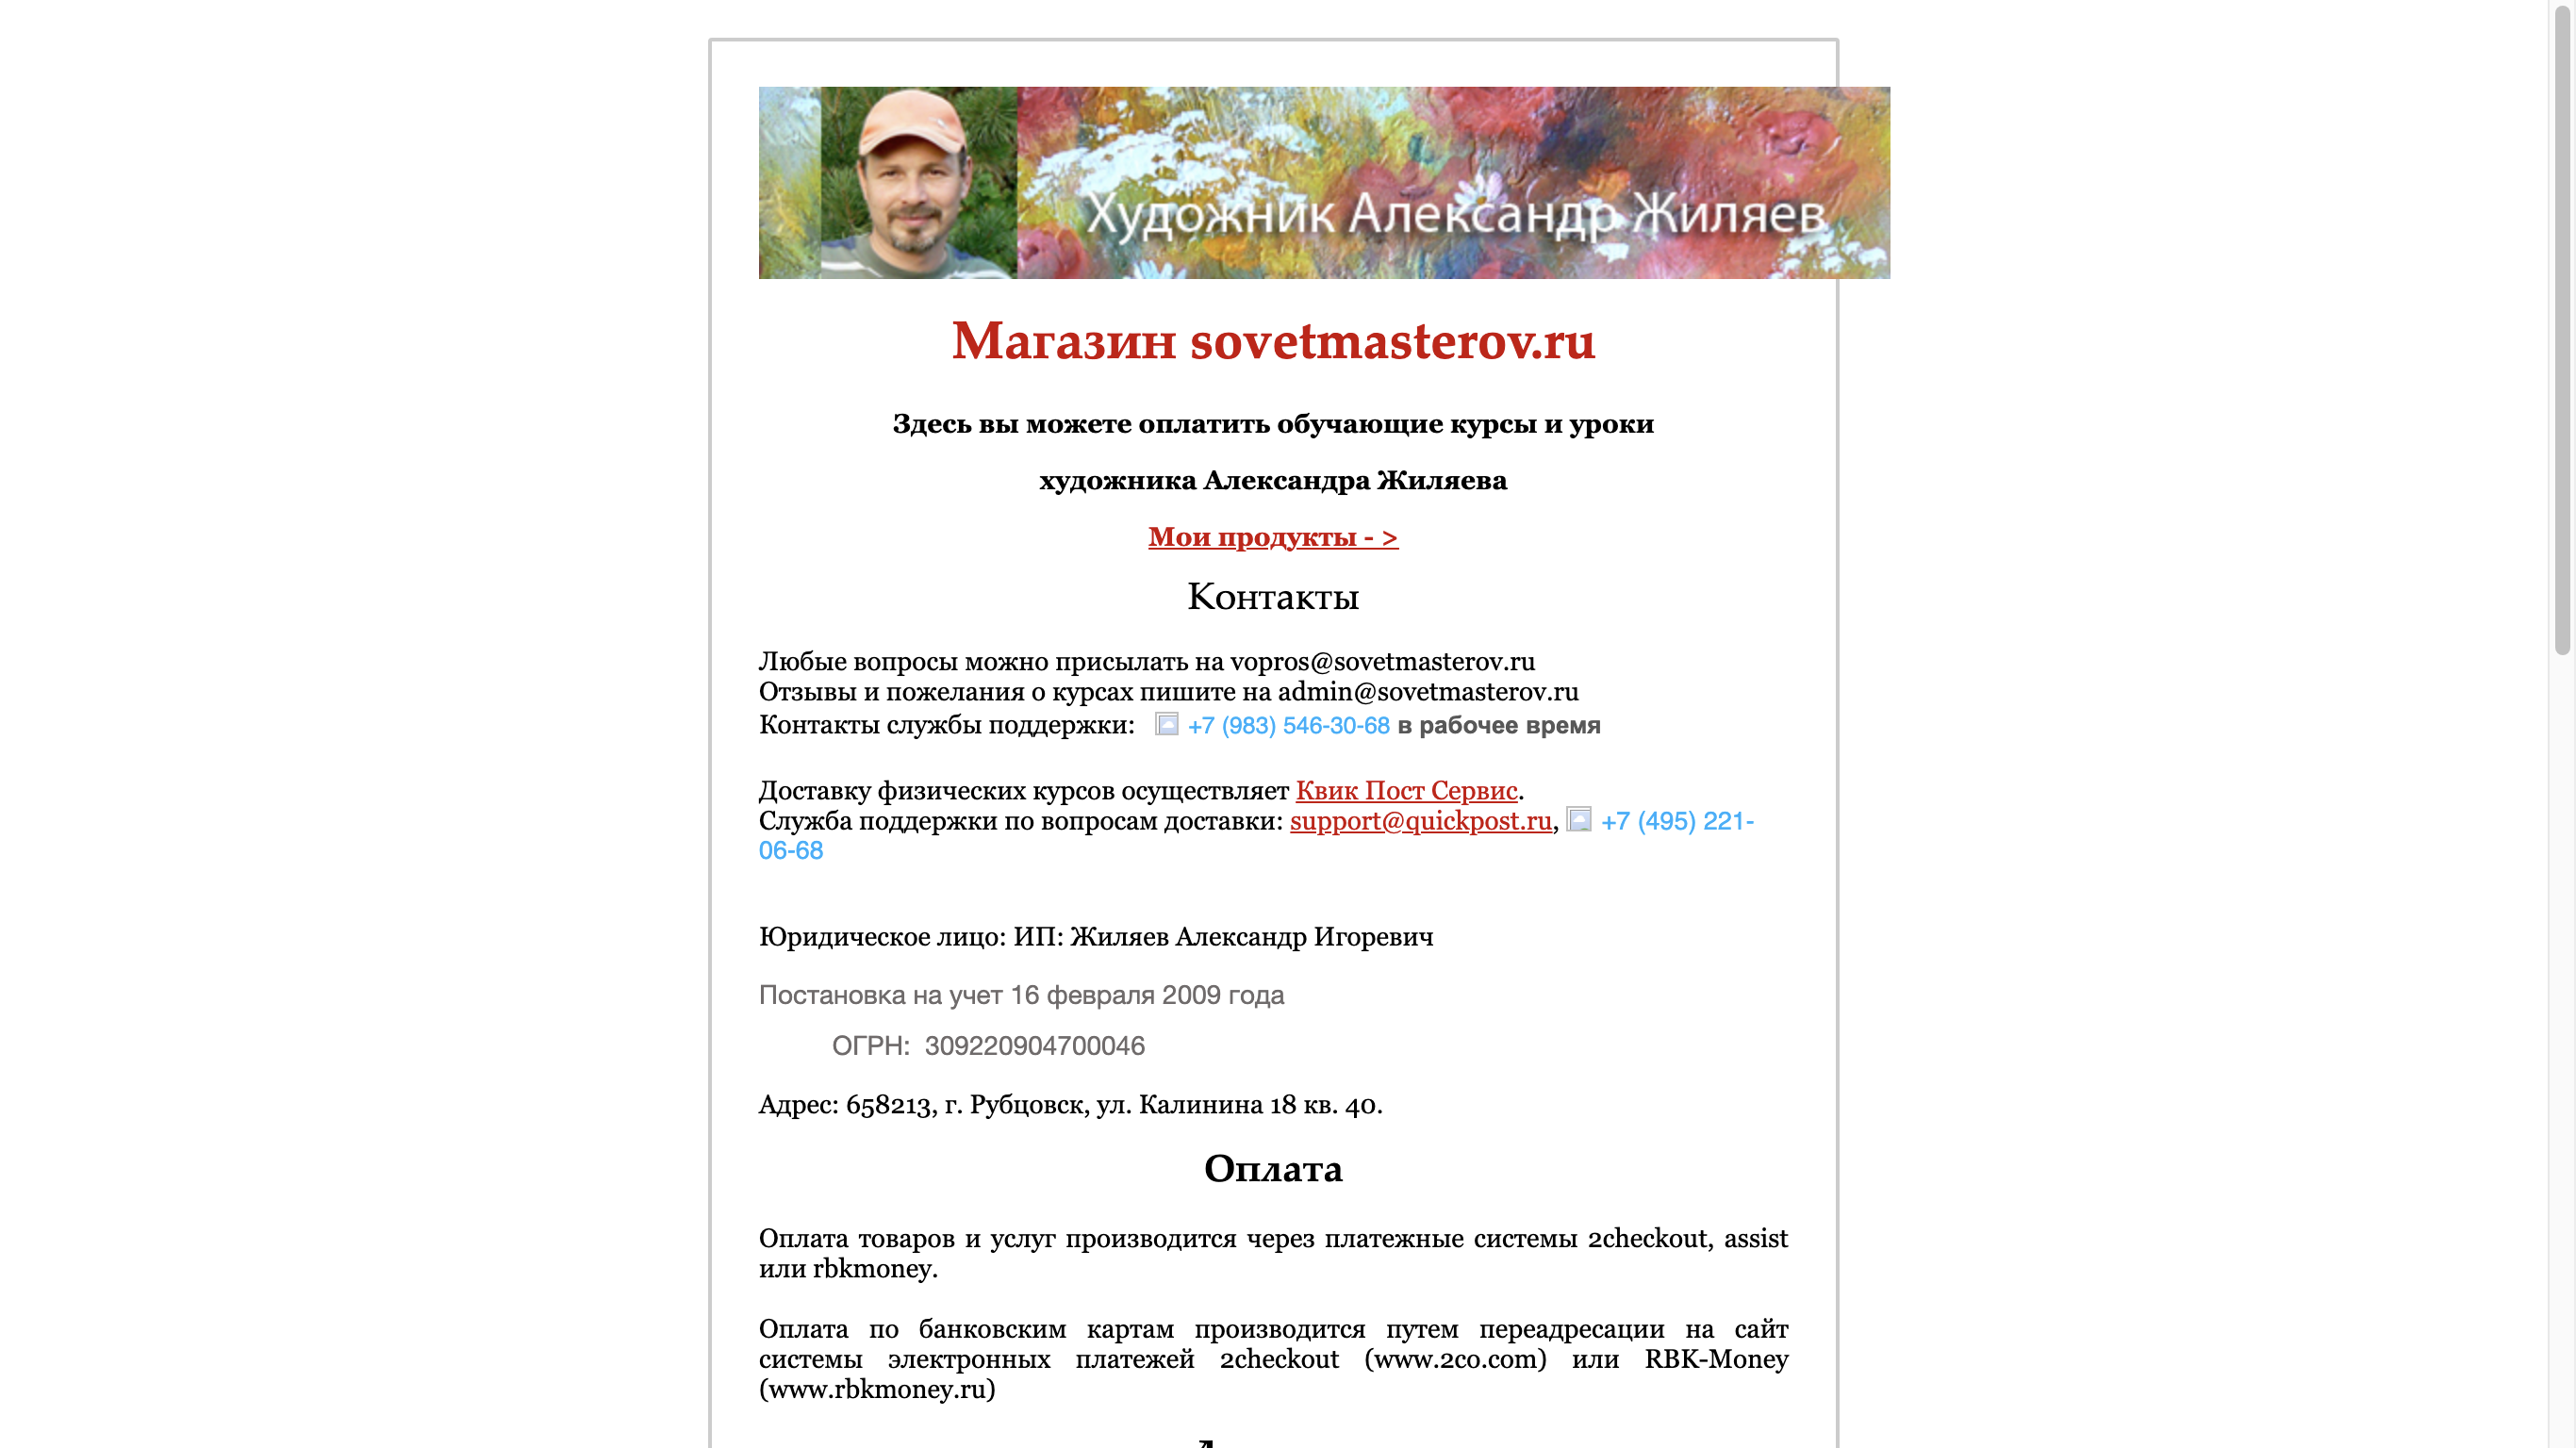 Художник Александр Жиляев
Магазин sovetmasterov.ru
Здесь вы можете оплатить обучающие курсы и уроки
художника Александра Жиляева
Мои продукты - >
Контакты
Любые вопросы можно присылать на vopros@sovetmasterov.ru
Отзывы и пожелания о курсах пишите на admin@sovetmasterov.ru
Контакты службы поддержки: +7 (983) 546-30-68 в рабочее время
Доставку физических курсов осуществляет Квик Пост Сервис.
Служба поддержки по вопросам доставки: support@quickpost.ru, +7 (495) 221-
06-68
Юридическое лицо: ИП: Жиляев Александр Игоревич
Постановка на учет 16 февраля 2009 года
ОГРН: 309220904700046
Адрес: 658213, г. Рубцовск, ул. Калинина 18 кв. 40.
Оплата
Оплата товаров и услуг производится через платежные системы 2checkout, assist
или rbkmoney.
Оплата по банковским картам производится путем переадресации на сайт
системы электронных платежей 2checkout (www.2co.com) или RBK-Money
(www.rbkmoney.ru)